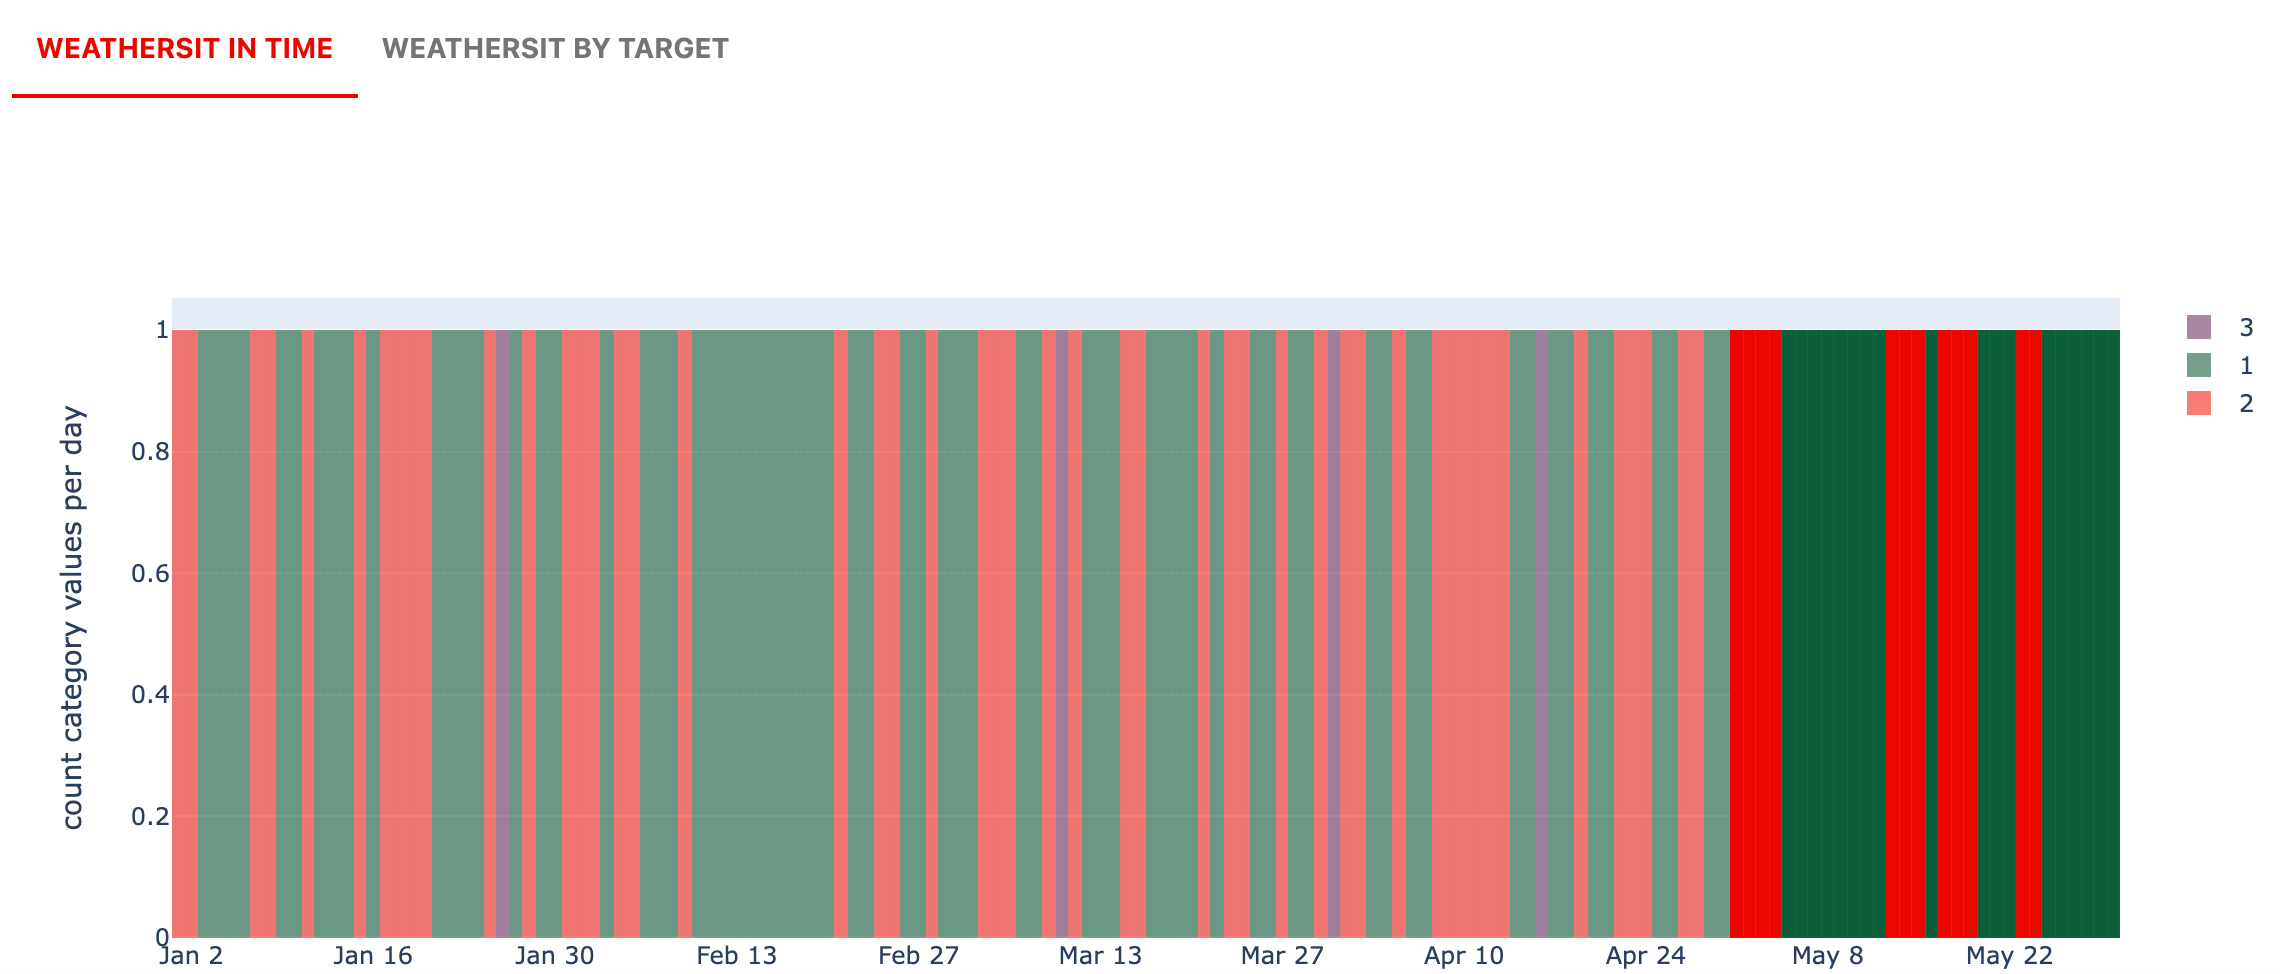 WEATHERSIT IN TIME
WEATHERSIT BY TARGET
count category values per day
1
0.8
0.6
0.4
0.2
0
Jan 2
Jan 16
Jan 30
Feb 13
Feb 27
Mar 13
Mar 27
Apr 10
Apr 24
May 8
May 22
3
1
2